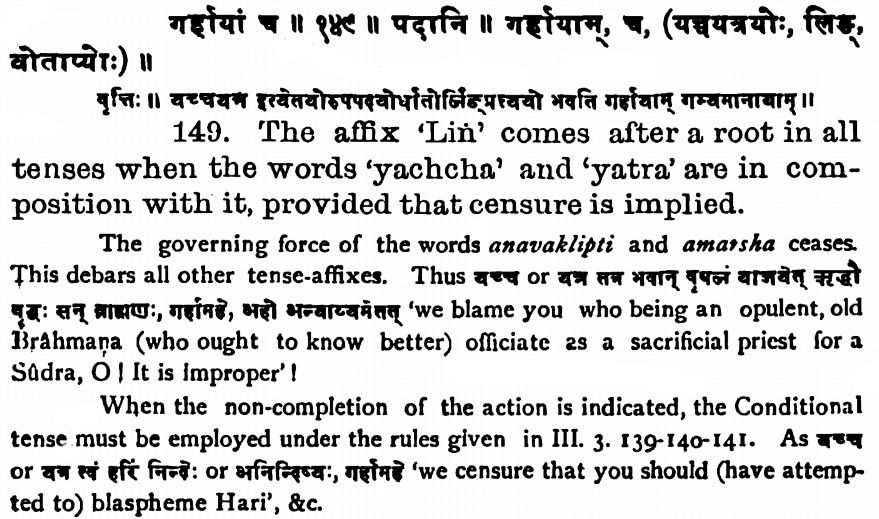 गर्हायां च ॥ १४९ ॥ पदानि ॥ गर्हायाम्, च, (यच्चयत्रयोः, लिङ्,
वोताप्योः) ॥
वृत्तिः ॥ यच्चयत्र इत्येतयोरुपपदयोर्धातोर्लिङ्प्रत्ययो भवति गर्हायाम् गम्यमानायाम् ॥
149. The affix ‘Liṅ’ comes after a root in all
tenses when the words ‘yachcha’ and ‘yatra’ are in com-
position with it, provided that censure is implied.
The governing force of the words anavaklipti and amarsha ceases.
This debars all other tense-affixes. Thus यच्च or यत्र तत्र भवान् वृषलं याजयेत् ऋद्धो
वृद्धः सन् ब्राह्मणः, गर्हामहे, अहो अन्याय्यमेतत् ‘we blame you who being an opulent, old
Brâhmaṇa (who ought to know better) officiate as a sacrificial priest for a
Sûdra, O ! It is improper’ !
When the non-completion of the action is indicated, the Conditional
tense must be employed under the rules given in III. 3. 139-140-141. As यच्च
or यत्र त्वं हरिं निन्देः or अनिन्दिष्यः, गर्हामहे ‘we censure that you should (have attemp-
ted to) blaspheme Hari’, &c.